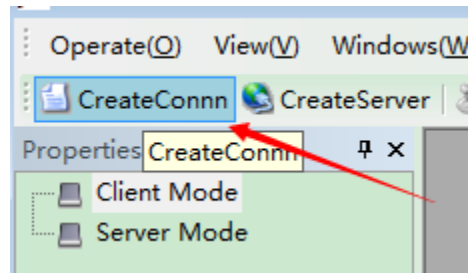 Operate(O) View(V) Windows(W
CreateConnn CreateServer
Properties CreateConnn
Client Mode
Server Mode